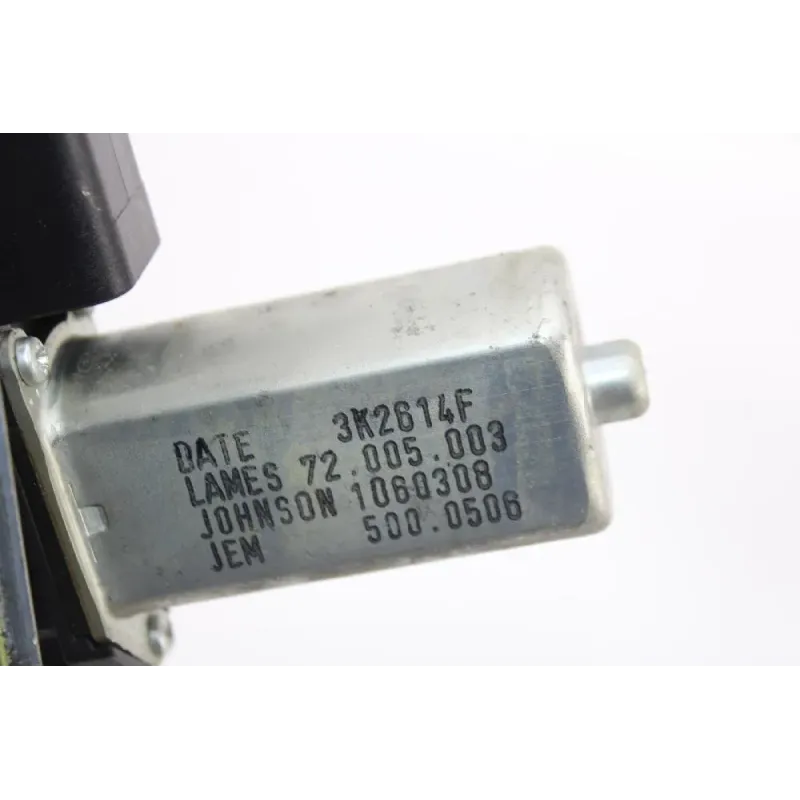 DATE 3K2614F
LAMES 72.005.003
JOHNSON 1060308
JEM 500.0506